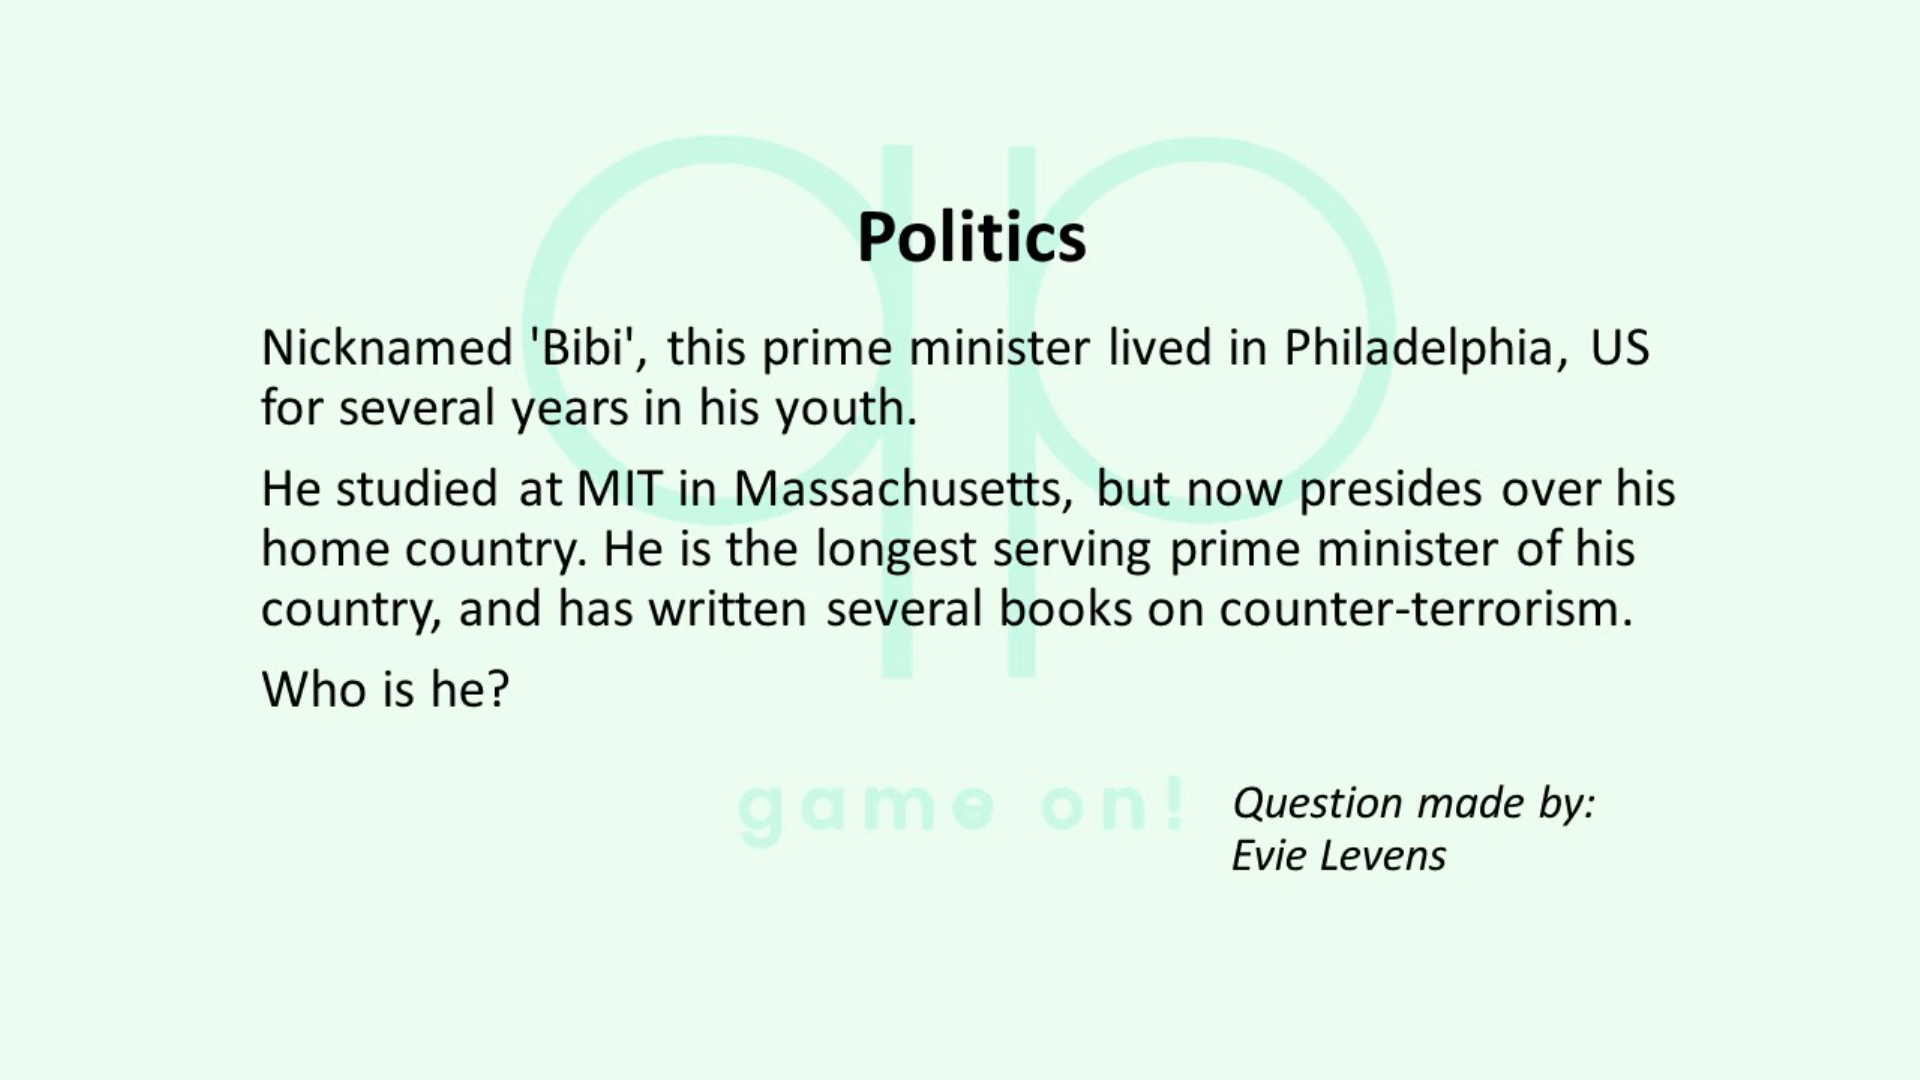 Politics
Nicknamed 'Bibi', this prime minister lived in Philadelphia, US
for several years in his youth.
He studied at MIT in Massachusetts, but now presides over his
home country. He is the longest serving prime minister of his
country, and has written several books on counter-terrorism.
Who is he?
game on!
Question made by:
Evie Levens